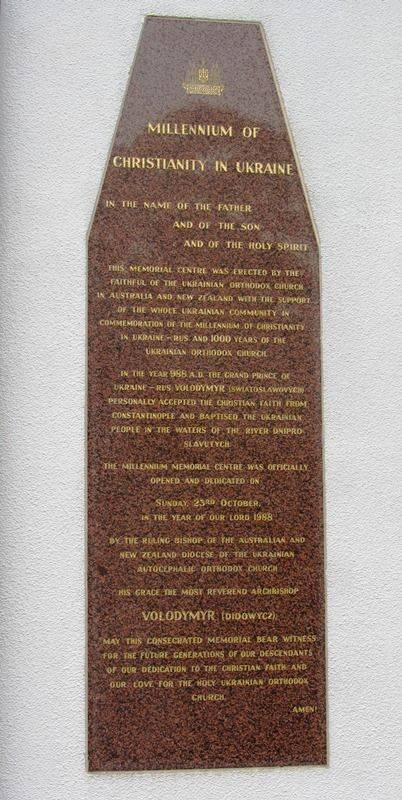 MILLENNIUM OF
CHRISTIANITY IN UKRAINE
IN THE NAME OF THE FATHER
AND OF THE SON
AND OF THE HOLY SPIRIT
THIS MEMORIAL CENTRE WAS ERECTED BY THE
FAITHFUL OF THE UKRAINIAN ORTHODOX CHURCH
IN AUSTRALIA AND NEW ZEALAND WITH THE SUPPORT
OF THE WHOLE UKRAINIAN COMMUNITY IN
COMMEMORATION OF THE MILLENNIUM OF CHRISTIANITY
IN UKRAINE-RUS AND 1000 YEARS OF THE
UKRAINIAN ORTHODOX CHURCH.
IN THE YEAR 988 A.D. THE GRAND PRINCE OF
UKRAINE-RUS VOLODYMYR (SWIATOSLAWOVYCH)
PERSONALLY ACCEPTED THE CHRISTIAN FAITH FROM
CONSTANTINOPLE AND BAPTISED THE UKRAINIAN
PEOPLE IN THE WATERS OF THE RIVER DNIPRO-
SLAVUTYCH.
THE MILLENNIUM MEMORIAL CENTRE WAS OFFICIALLY
OPENED AND DEDICATED ON
SUNDAY, 23RD OCTOBER,
IN THE YEAR OF OUR LORD 1988
BY THE RULING BISHOP OF THE AUSTRALIAN AND
NEW ZEALAND DIOCESE OF THE UKRAINIAN
AUTOCEPHALIC ORTHODOX CHURCH
HIS GRACE THE MOST REVEREND ARCHBISHOP
VOLODYMYR (DIDOWYCZ).
MAY THIS CONSECRATED MEMORIAL BEAR WITNESS
FOR THE FUTURE GENERATIONS OF OUR DESCENDANTS
OF OUR DEDICATION TO THE CHRISTIAN FAITH AND
OUR LOVE FOR THE HOLY UKRAINIAN ORTHODOX
CHURCH.
AMEN!